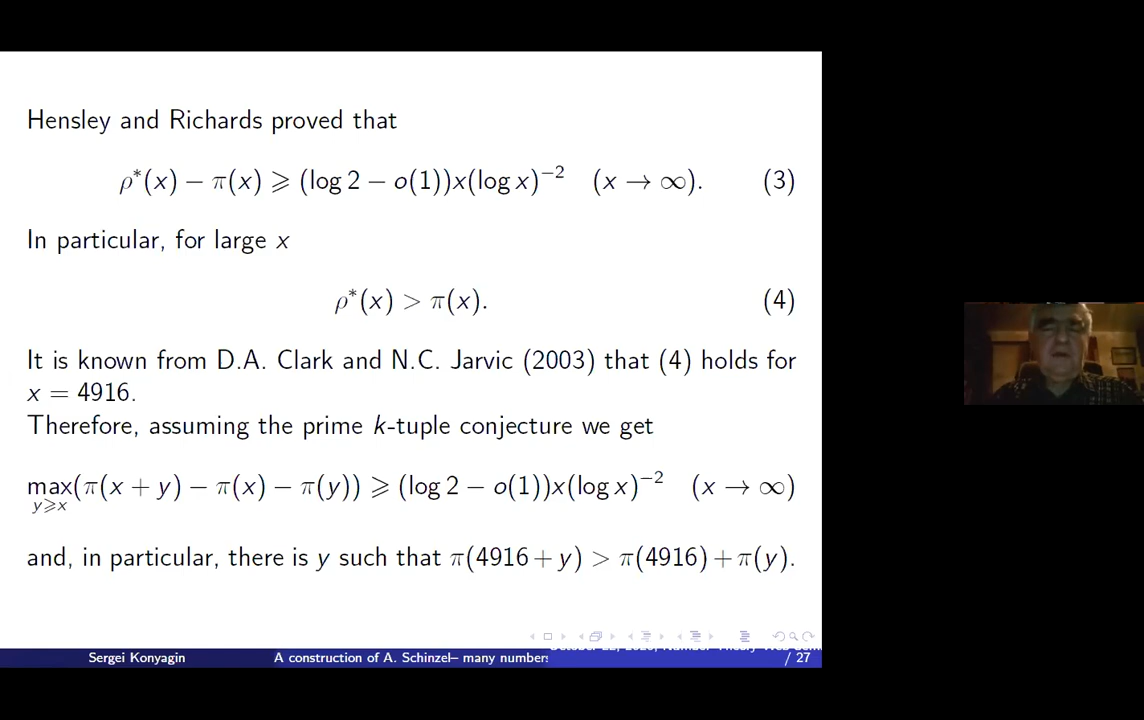 Hensley and Richards proved that
ρ*(x) − π(x) ⩾ (log 2 − o(1))x(log x)⁻² (x → ∞). (3)
In particular, for large x
ρ*(x) > π(x). (4)
It is known from D.A. Clark and N.C. Jarvic (2003) that (4) holds for
x = 4916.
Therefore, assuming the prime k-tuple conjecture we get
max(π(x + y) − π(x) − π(y)) ⩾ (log 2 − o(1))x(log x)⁻² (x → ∞)
y⩾x
and, in particular, there is y such that π(4916 + y) > π(4916) + π(y).
Sergei Konyagin A construction of A. Schinzel– many numbers
/ 27